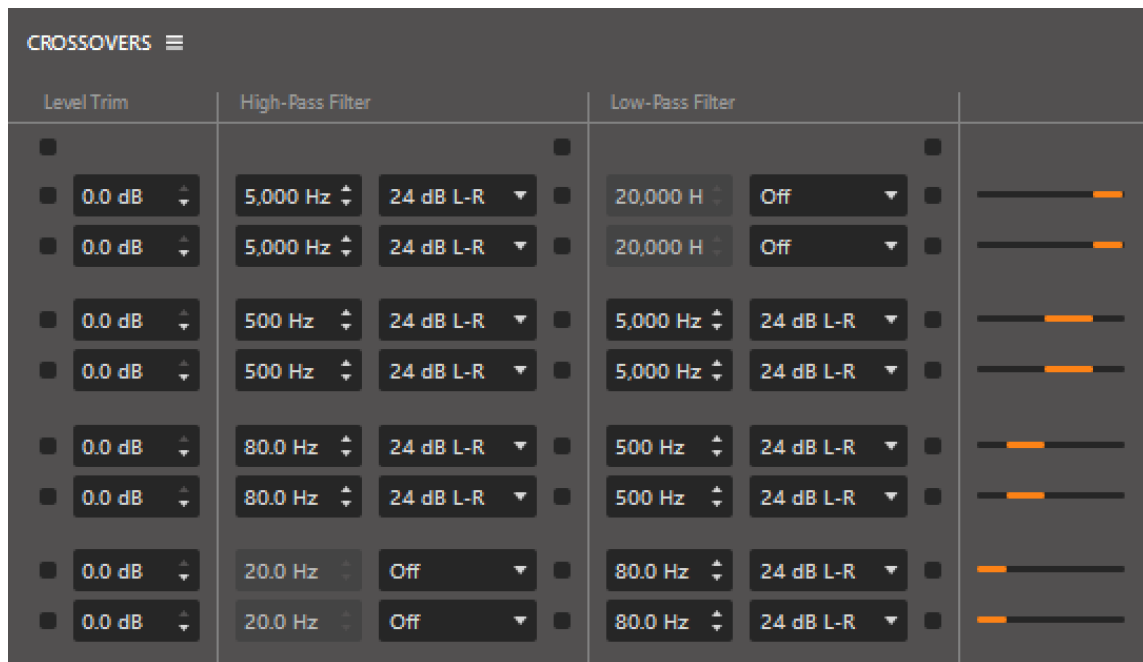 CROSSOVERS
Level Trim High-Pass Filter Low-Pass Filter
0.0 dB 5,000 Hz 24 dB L-R 20,000 H Off
0.0 dB 5,000 Hz 24 dB L-R 20,000 H Off
0.0 dB 500 Hz 24 dB L-R 5,000 Hz 24 dB L-R
0.0 dB 500 Hz 24 dB L-R 5,000 Hz 24 dB L-R
0.0 dB 80.0 Hz 24 dB L-R 500 Hz 24 dB L-R
0.0 dB 80.0 Hz 24 dB L-R 500 Hz 24 dB L-R
0.0 dB 20.0 Hz Off 80.0 Hz 24 dB L-R
0.0 dB 20.0 Hz Off 80.0 Hz 24 dB L-R